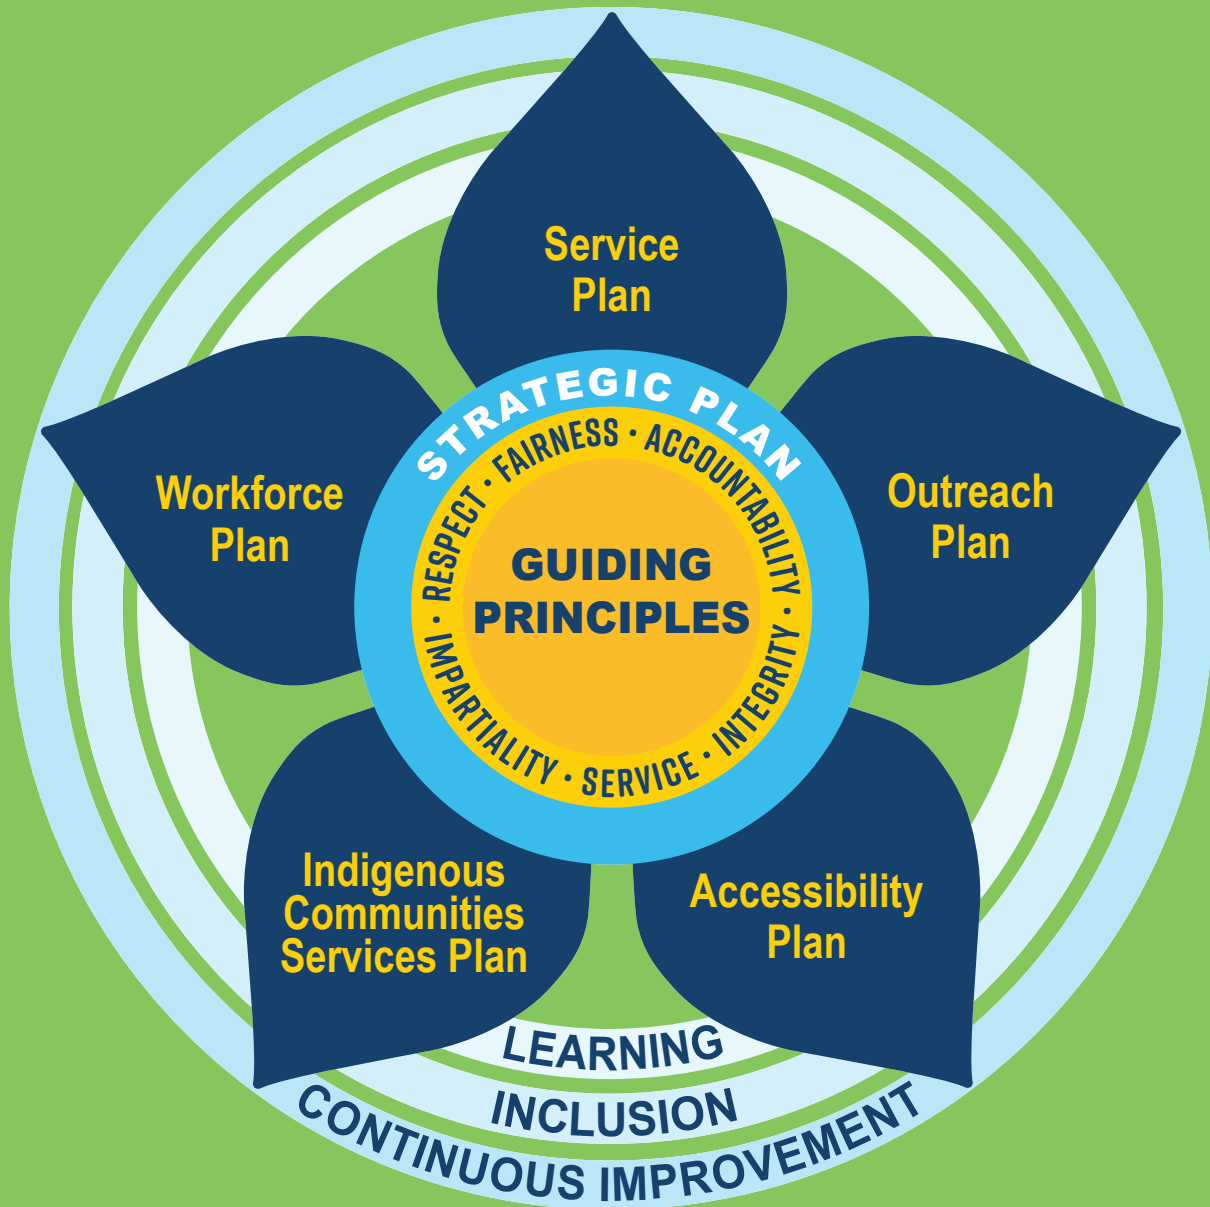 Service
Plan
STRATEGIC PLAN
IMPARTIALITY · RESPECT · FAIRNESS · ACCOUNTABILITY · INTEGRITY · SERVICE ·
GUIDING
PRINCIPLES
Workforce
Plan
Outreach
Plan
Indigenous
Communities
Services Plan
Accessibility
Plan
LEARNING
INCLUSION
CONTINUOUS IMPROVEMENT